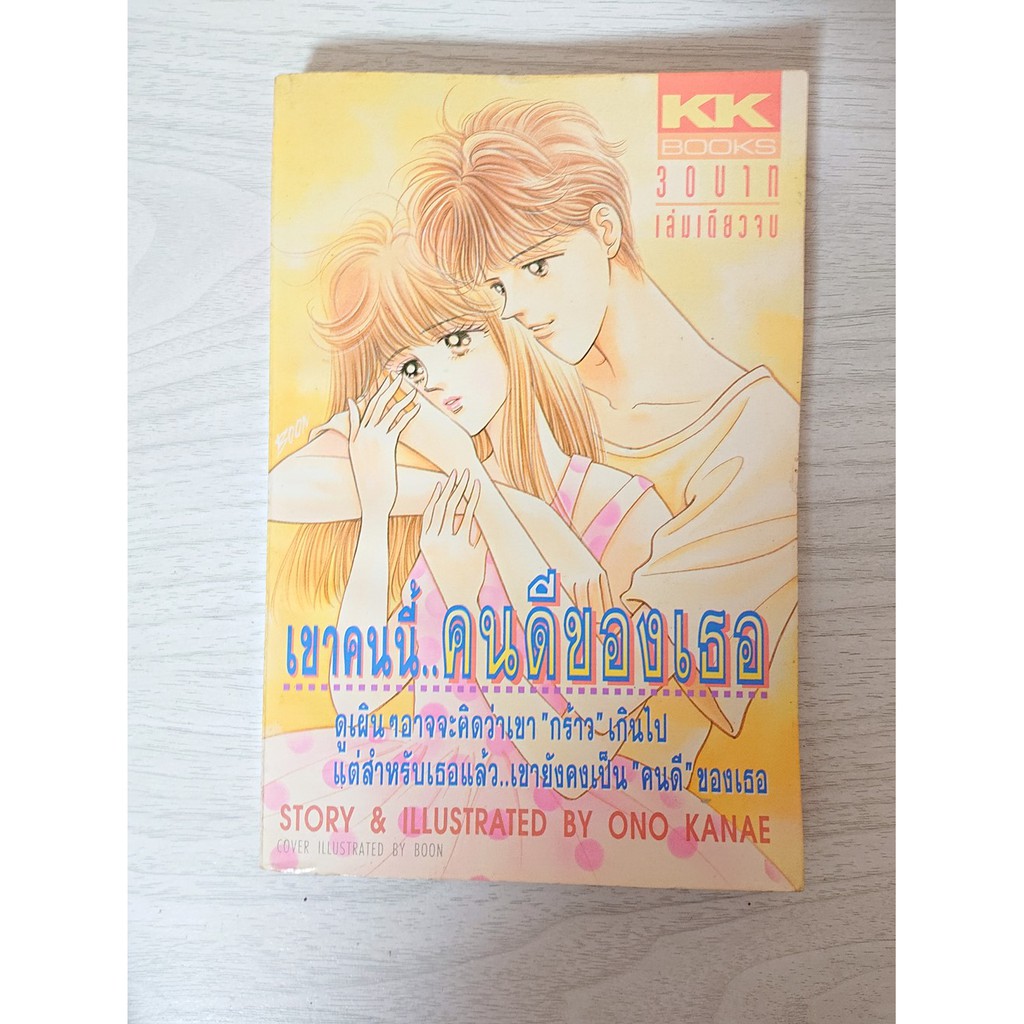 KK
BOOKS
30 บาท
เล่มเดียวจบ
BOON
เขาคนนี้..คนดีของเธอ
ดูเผินๆอาจจะคิดว่าเขา "กร้าว" เกินไป
แต่สำหรับเธอแล้ว..เขายังคงเป็น "คนดี" ของเธอ
STORY & ILLUSTRATED BY ONO KANAE
COVER ILLUSTRATED BY BOON